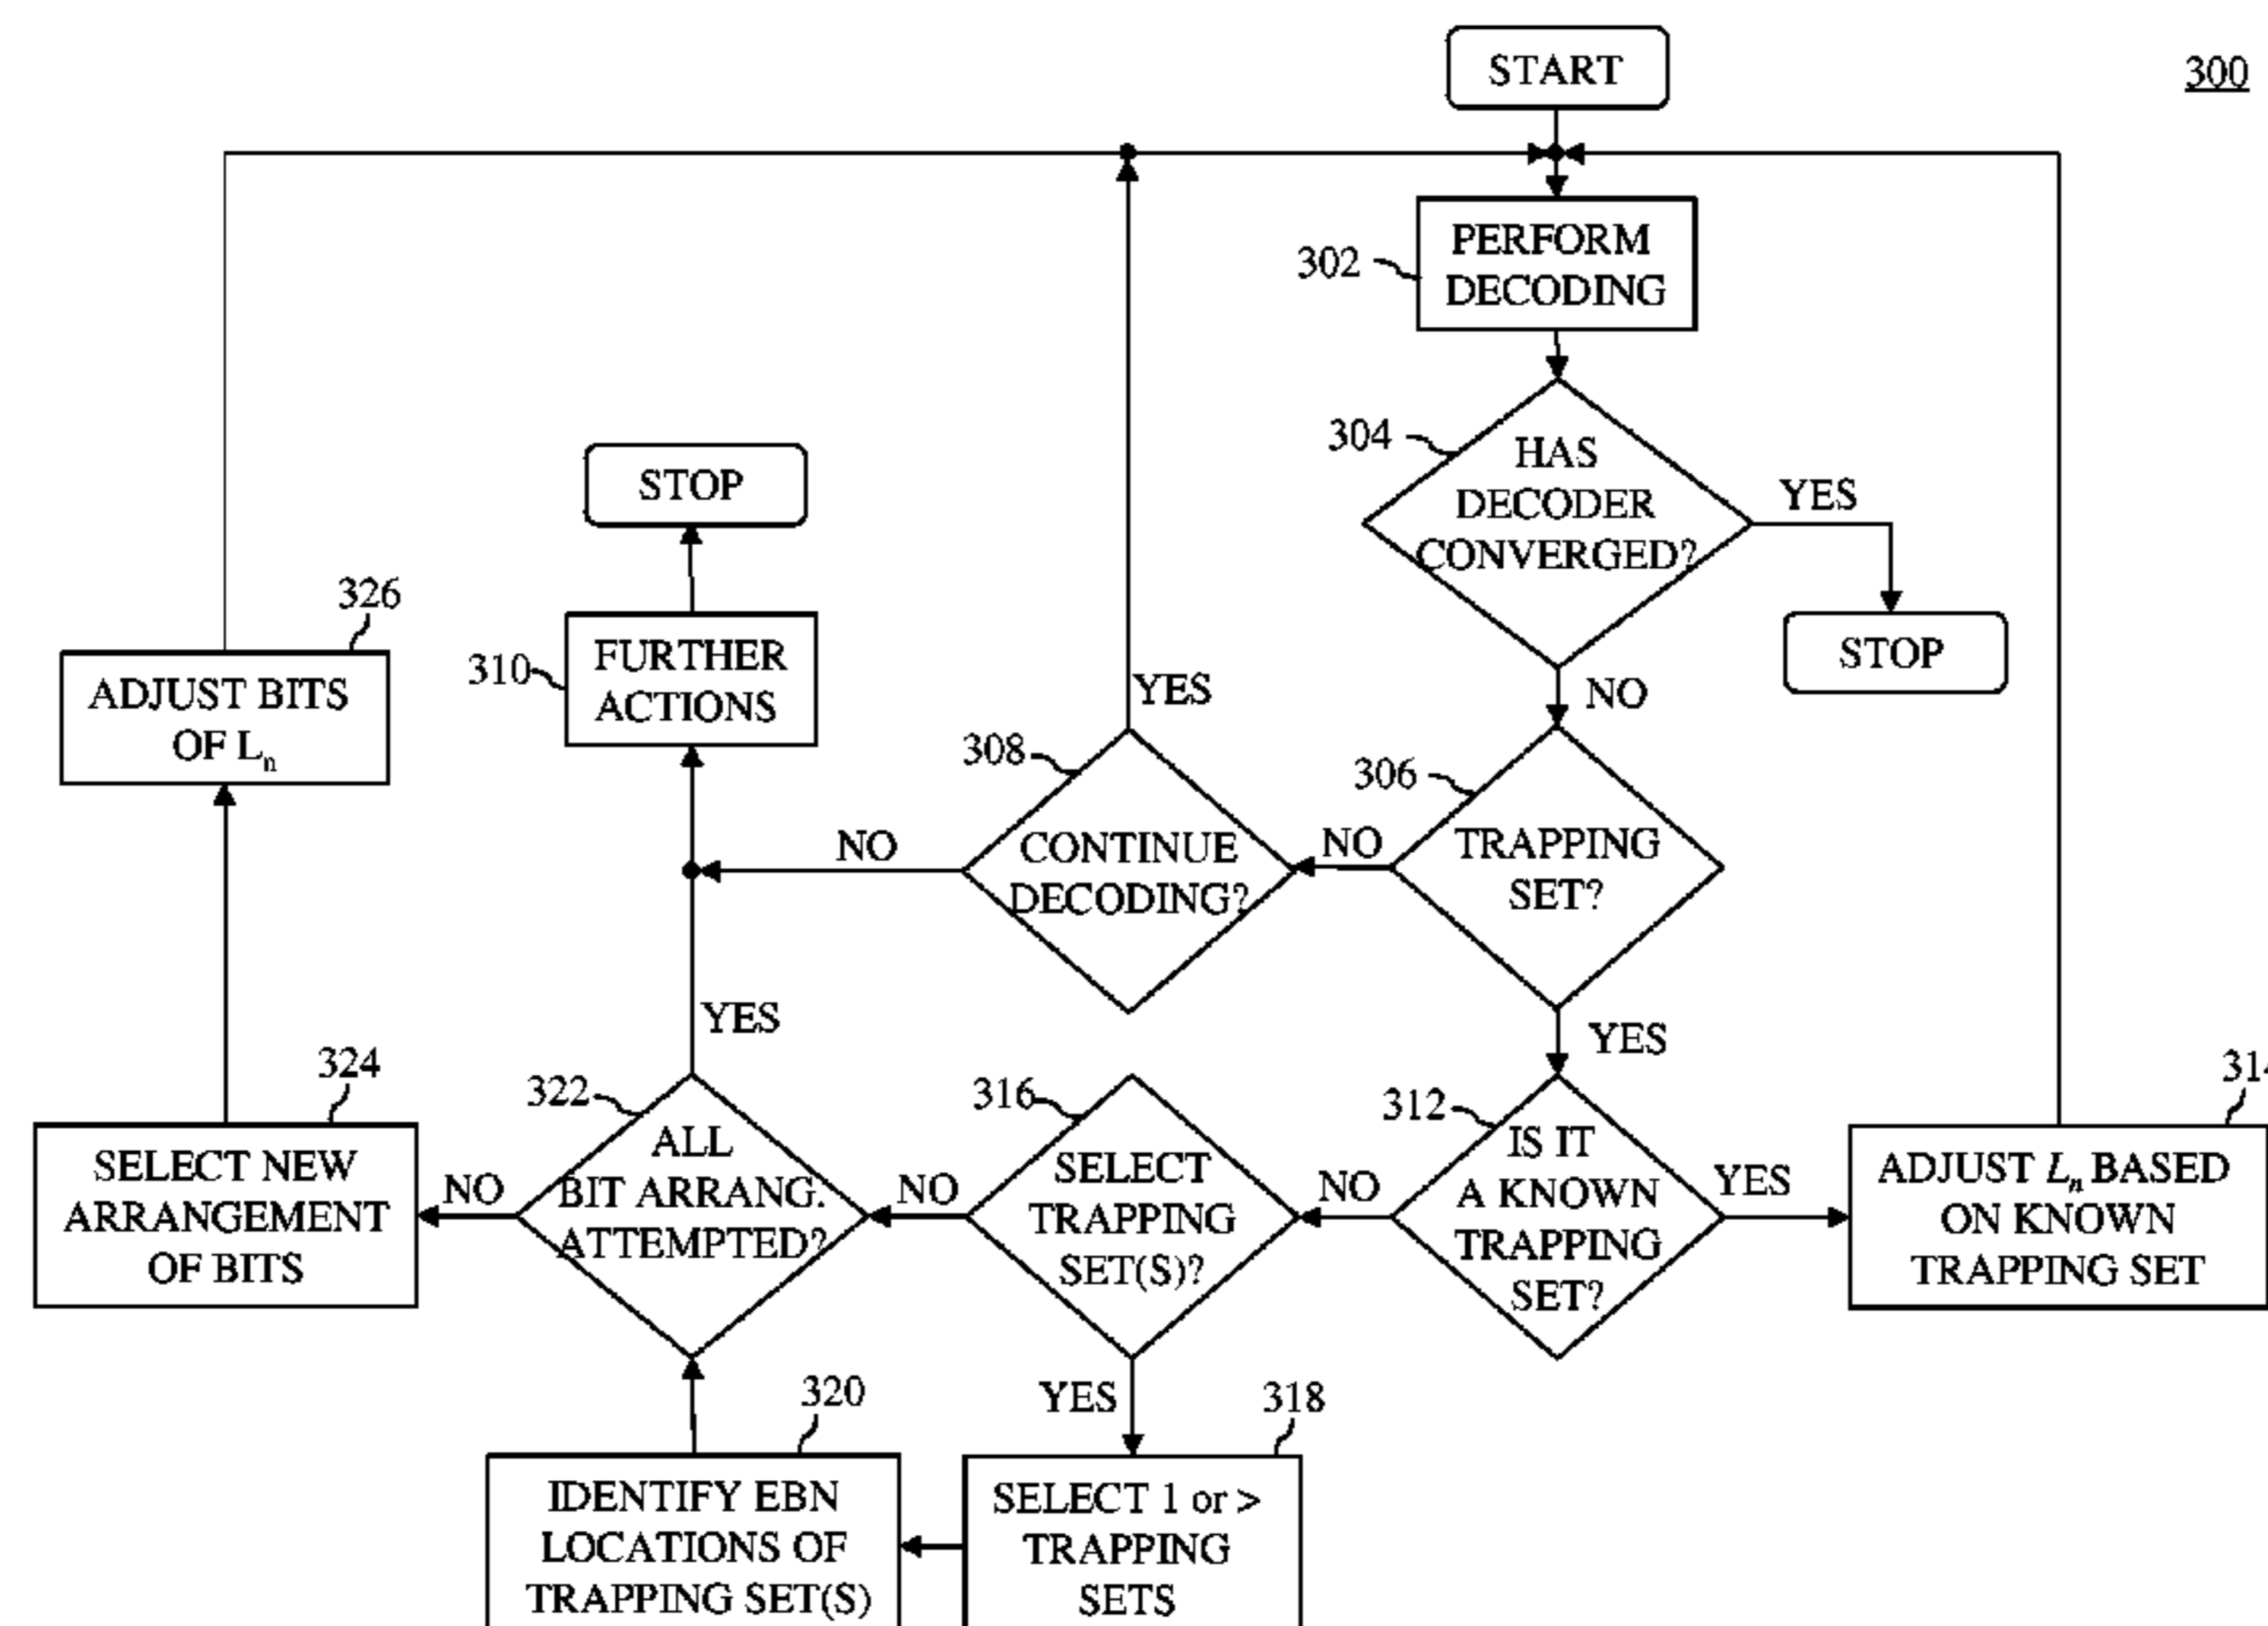 START
300
302
PERFORM
DECODING
304
HAS
DECODER
CONVERGED?
YES
STOP
NO
STOP
310
FURTHER
ACTIONS
326
ADJUST BITS
OF Ln
YES
308
CONTINUE
DECODING?
NO
306
TRAPPING
SET?
NO
YES
YES
324
SELECT NEW
ARRANGEMENT
OF BITS
NO
322
ALL
BIT ARRANG.
ATTEMPTED?
NO
316
SELECT
TRAPPING
SET(S)?
NO
312
IS IT
A KNOWN
TRAPPING
SET?
YES
314
ADJUST Ln BASED
ON KNOWN
TRAPPING SET
YES
320
IDENTIFY EBN
LOCATIONS OF
TRAPPING SET(S)
318
SELECT 1 or >
TRAPPING
SETS